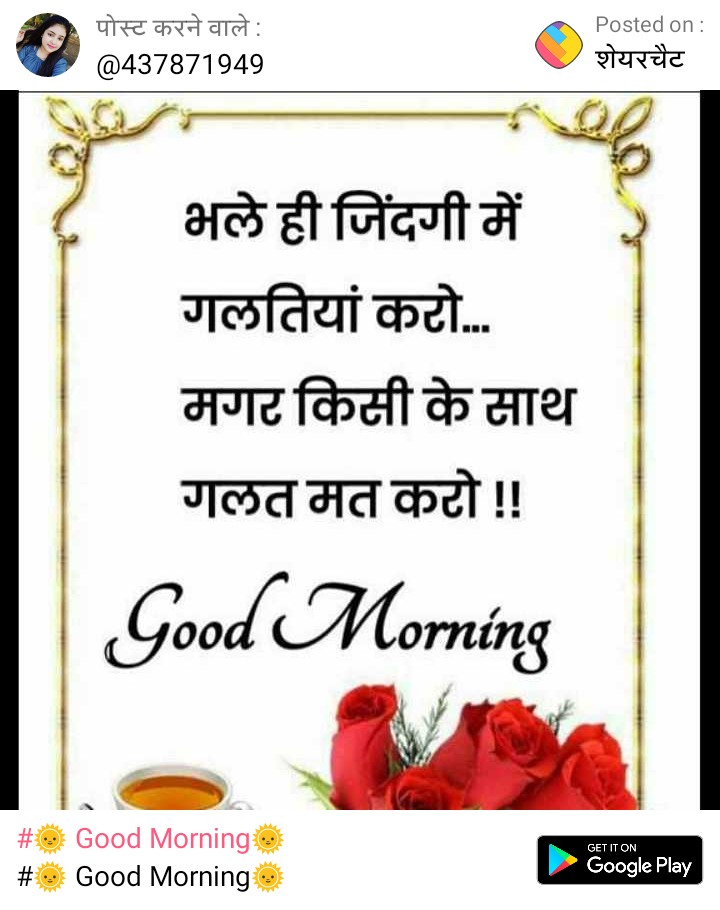 पोस्ट करने वाले :
@437871949
Posted on :
शेयरचैट
भले ही जिंदगी में
गलतियां करो...
मगर किसी के साथ
गलत मत करो !!
Good Morning
#🌞 Good Morning🌞
#🌞 Good Morning🌞
GET IT ON
Google Play